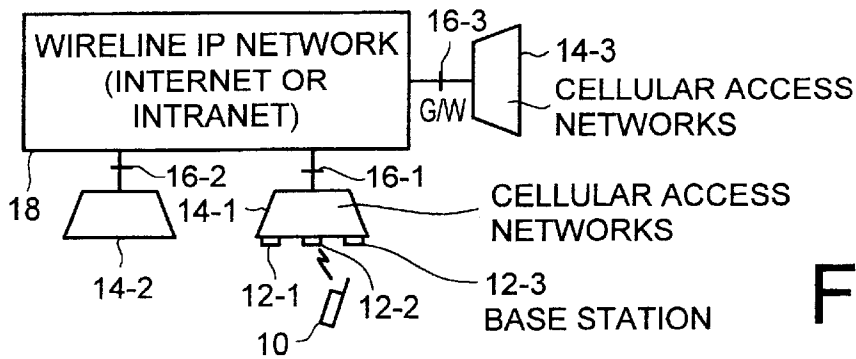 WIRELINE IP NETWORK
(INTERNET OR
INTRANET)
16-3
14-3
G/W
CELLULAR ACCESS
NETWORKS
18
16-2
14-1
16-1
CELLULAR ACCESS
NETWORKS
14-2
12-1
12-2
12-3
BASE STATION
10
F